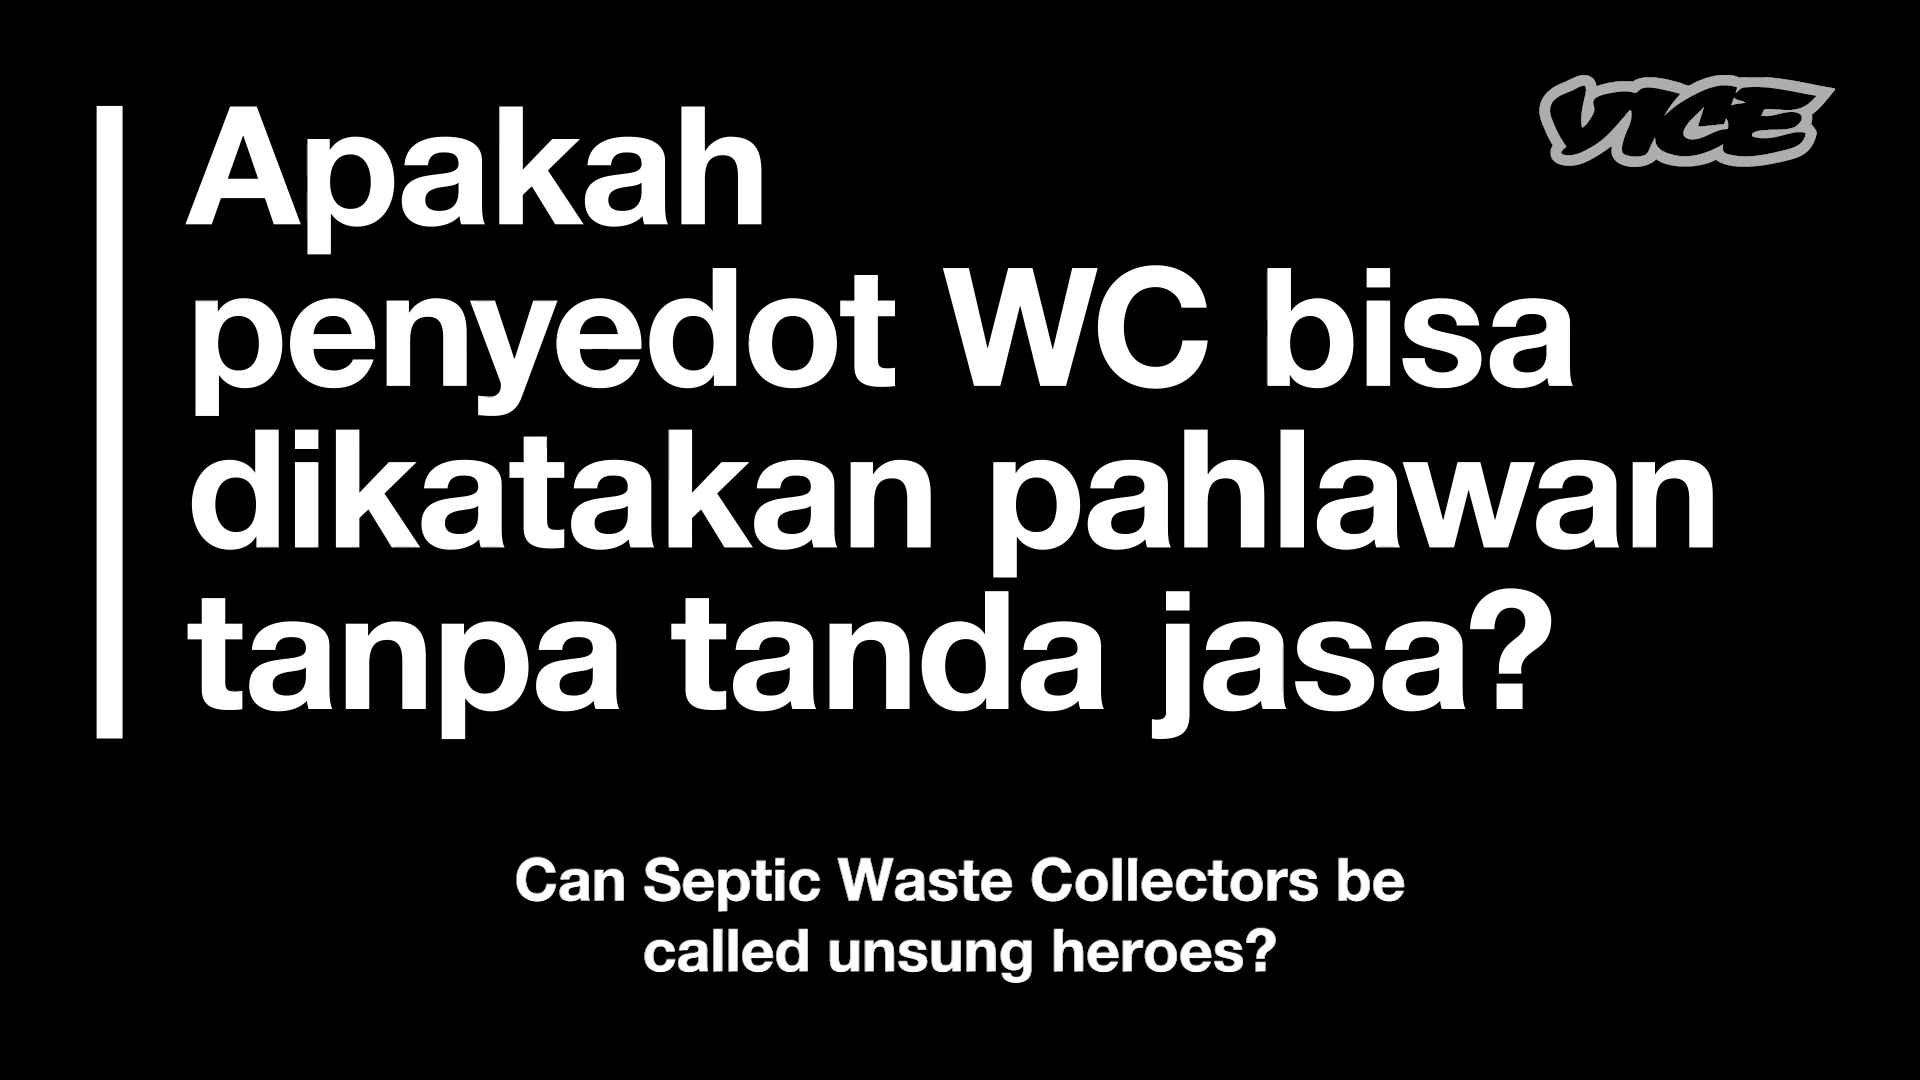 VICE
Apakah
penyedot WC bisa
dikatakan pahlawan
tanpa tanda jasa?
Can Septic Waste Collectors be
called unsung heroes?